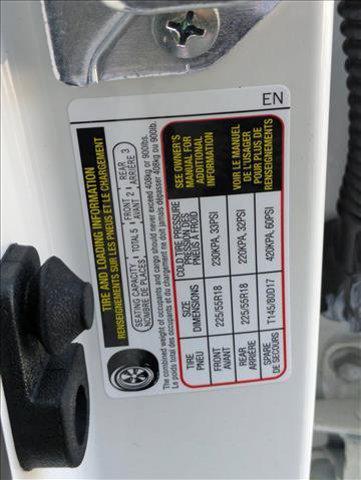 EN
TIRE AND LOADING INFORMATION
RENSEIGNEMENTS SUR LES PNEUS ET LE CHARGEMENT
SEATING CAPACITY TOTAL 5 FRONT 2 REAR 3
NOMBRE DE PLACES AVANT 2 ARRIÈRE 3
The combined weight of occupants and cargo should never exceed 408kg or 900lbs.
Le poids total des occupants et du chargement ne doit jamais dépasser 408kg ou 900lb.
TIRE SIZE COLD TIRE PRESSURE
PNEU DIMENSIONS PRESSION DES PNEUS À FROID
FRONT AVANT 225/55R18 230KPA, 33PSI
REAR ARRIÈRE 225/55R18 220KPA, 32PSI
SPARE DE SECOURS T145/80D17 420KPA, 60PSI
SEE OWNER'S
MANUAL FOR
ADDITIONAL
INFORMATION.
VOIR LE MANUEL
DE L'USAGER
POUR PLUS DE
RENSEIGNEMENTS